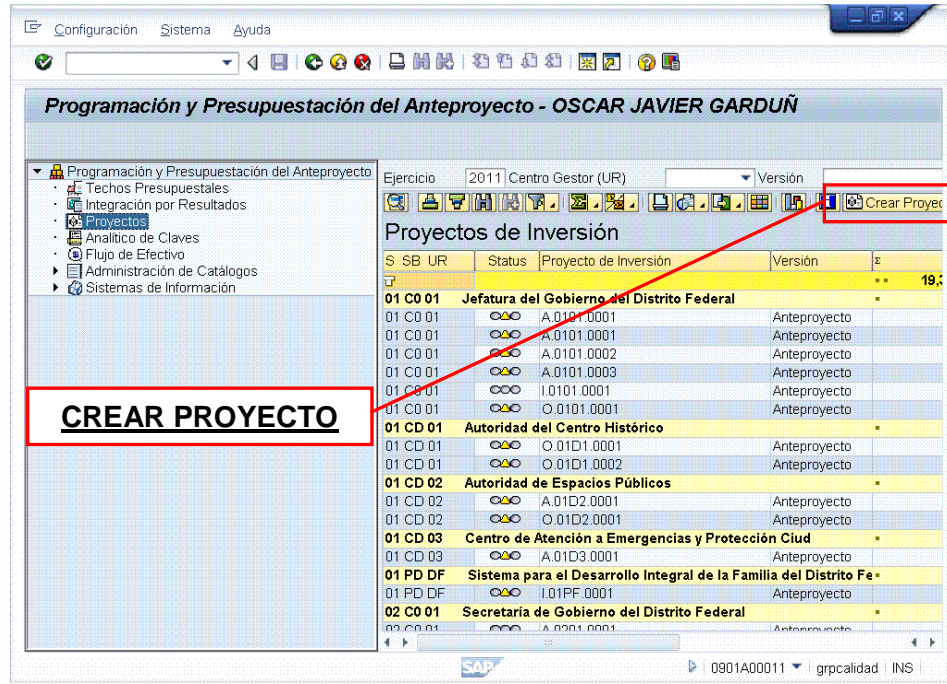 Configuración Sistema Ayuda
Programación y Presupuestación del Anteproyecto - OSCAR JAVIER GARDUÑ
Programación y Presupuestación del Anteproyecto
Techos Presupuestales
Integración por Resultados
Proyectos
Analítico de Claves
Flujo de Efectivo
Administración de Catálogos
Sistemas de Información
CREAR PROYECTO
Ejercicio 2011 Centro Gestor (UR) Versión
Crear Proyec
Proyectos de Inversión
S SB UR Status Proyecto de Inversión Versión Σ
19,3
01 C0 01 Jefatura del Gobierno del Distrito Federal
01 C0 01 A.0101.0001 Anteproyecto
01 C0 01 A.0101.0001 Anteproyecto
01 C0 01 A.0101.0002 Anteproyecto
01 C0 01 A.0101.0003 Anteproyecto
01 C0 01 I.0101.0001 Anteproyecto
01 C0 01 O.0101.0001 Anteproyecto
01 CD 01 Autoridad del Centro Histórico
01 CD 01 O.01D1.0001 Anteproyecto
01 CD 01 O.01D1.0002 Anteproyecto
01 CD 02 Autoridad de Espacios Públicos
01 CD 02 A.01D2.0001 Anteproyecto
01 CD 02 O.01D2.0001 Anteproyecto
01 CD 03 Centro de Atención a Emergencias y Protección Ciud
01 CD 03 A.01D3.0001 Anteproyecto
01 PD DF Sistema para el Desarrollo Integral de la Familia del Distrito Fe
01 PD DF I.01PF.0001 Anteproyecto
02 C0 01 Secretaría de Gobierno del Distrito Federal
02 C0 01 A.0201.0001 Anteproyecto
SAP 0901A00011 grpcalidad INS